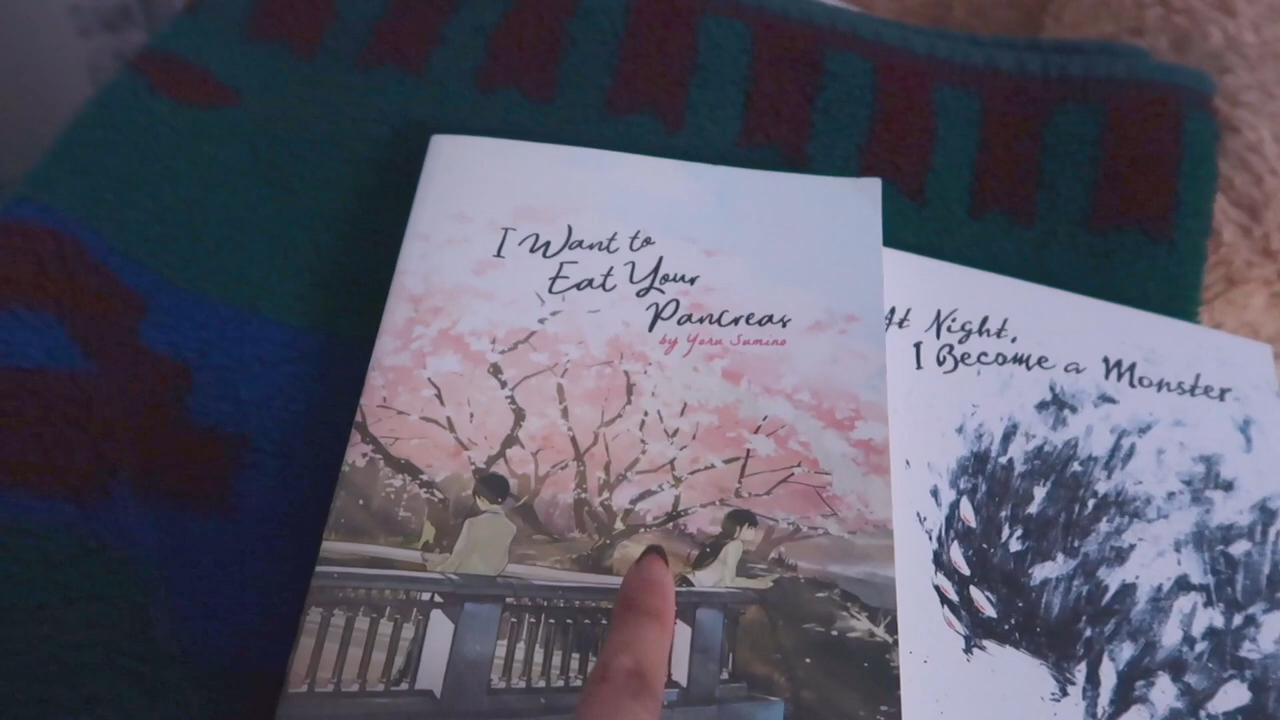 I Want to
Eat Your
Pancreas
by Yoru Sumino
At Night,
I Become a Monster